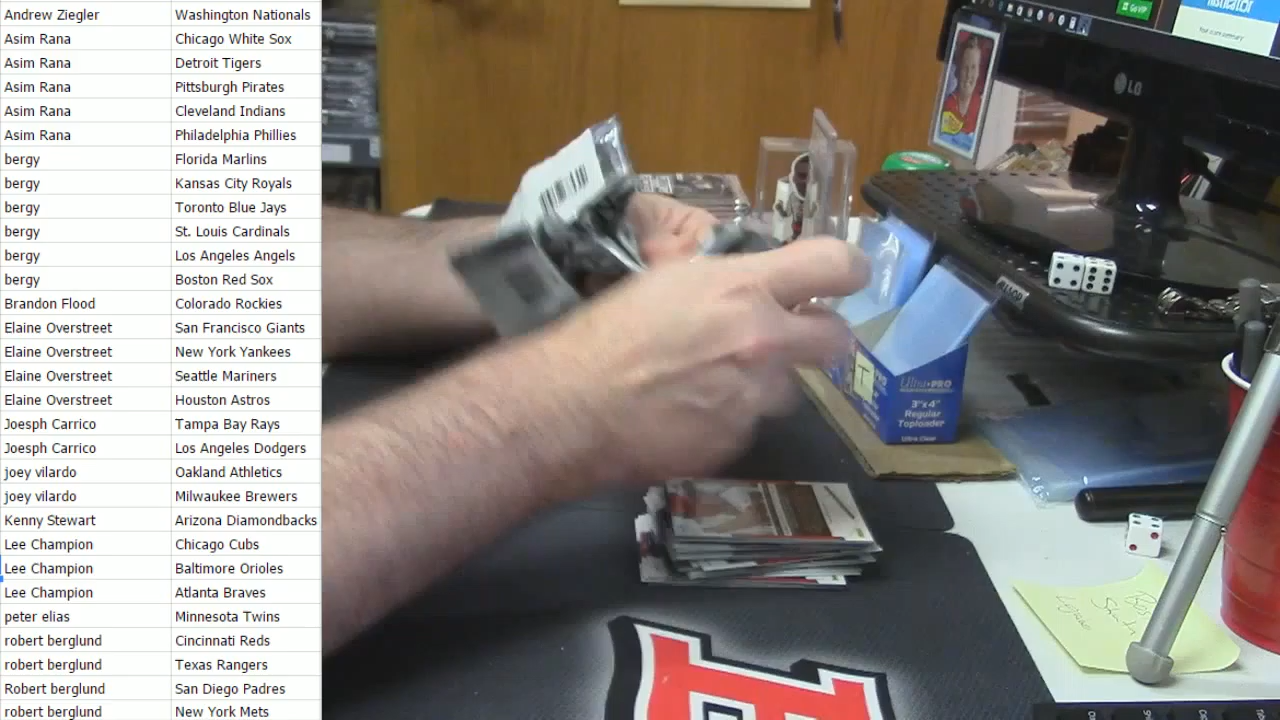 Andrew Ziegler Washington Nationals
Asim Rana Chicago White Sox
Asim Rana Detroit Tigers
Asim Rana Pittsburgh Pirates
Asim Rana Cleveland Indians
Asim Rana Philadelphia Phillies
bergy Florida Marlins
bergy Kansas City Royals
bergy Toronto Blue Jays
bergy St. Louis Cardinals
bergy Los Angeles Angels
bergy Boston Red Sox
Brandon Flood Colorado Rockies
Elaine Overstreet San Francisco Giants
Elaine Overstreet New York Yankees
Elaine Overstreet Seattle Mariners
Elaine Overstreet Houston Astros
Joesph Carrico Tampa Bay Rays
Joesph Carrico Los Angeles Dodgers
joey vilardo Oakland Athletics
joey vilardo Milwaukee Brewers
Kenny Stewart Arizona Diamondbacks
Lee Champion Chicago Cubs
Lee Champion Baltimore Orioles
Lee Champion Atlanta Braves
peter elias Minnesota Twins
robert berglund Cincinnati Reds
robert berglund Texas Rangers
Robert berglund San Diego Padres
robert berglund New York Mets
Go VIP
LG
Ultra PRO
3"x4"
Regular
Toploader
Ultra Clear